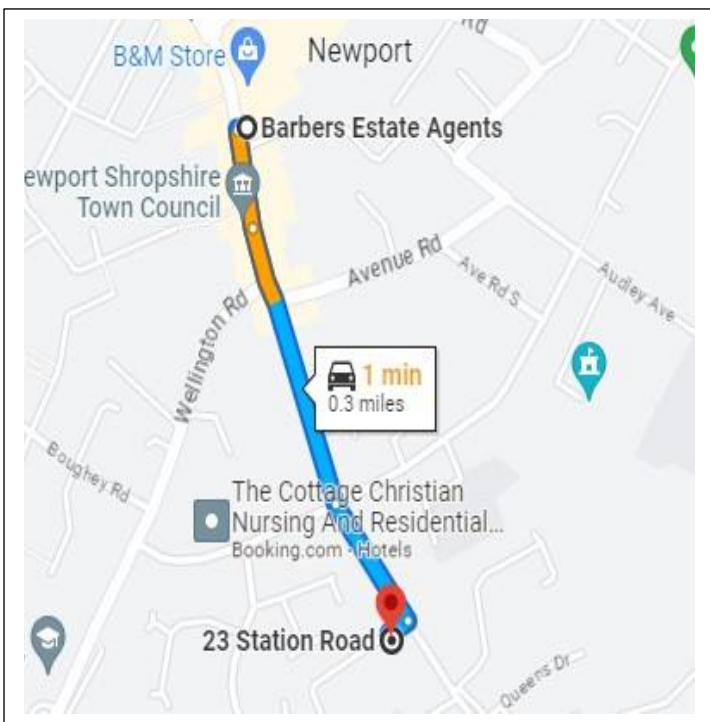 Newport
Rd
B&M Store
Barbers Estate Agents
ewport Shropshire
Town Council
Avenue Rd
Ave Rd S
Audley Ave
Wellington Rd
1 min
0.3 miles
Boughey Rd
The Cottage Christian
Nursing And Residential...
Booking.com · Hotels
23 Station Road
Queens Dr